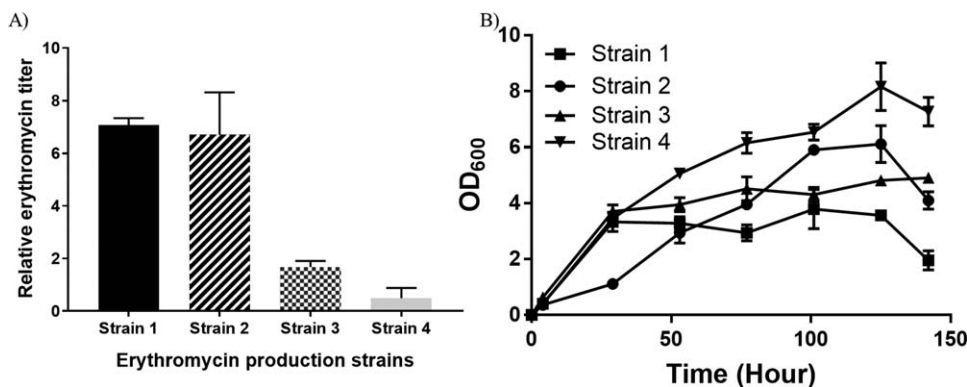 A)
10
8
6
4
2
0
Relative erythromycin titer
Strain 1 Strain 2 Strain 3 Strain 4
Erythromycin production strains
B)
10
8
6
4
2
0
OD600
Strain 1
Strain 2
Strain 3
Strain 4
0 50 100 150
Time (Hour)